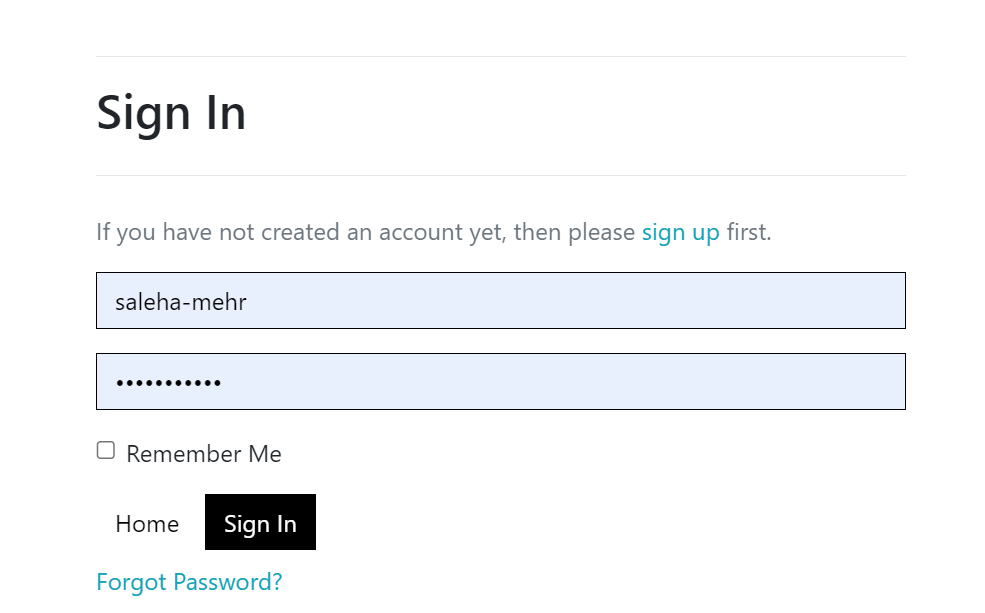 Sign In
If you have not created an account yet, then please sign up first.
saleha-mehr
•••••••••••
Remember Me
Home Sign In
Forgot Password?